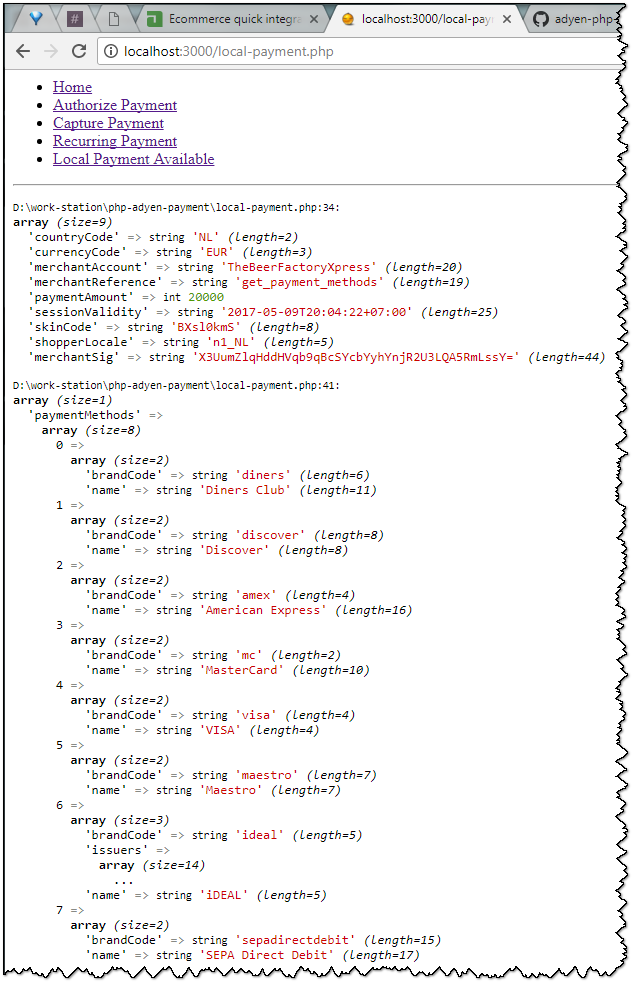 #
Ecommerce quick integra
localhost:3000/local-paym
adyen-php-
localhost:3000/local-payment.php
Home
Authorize Payment
Capture Payment
Recurring Payment
Local Payment Available
D:\work-station\php-adyen-payment\local-payment.php:34:
array (size=9)
'countryCode' => string 'NL' (length=2)
'currencyCode' => string 'EUR' (length=3)
'merchantAccount' => string 'TheBeerFactoryXpress' (length=20)
'merchantReference' => string 'get_payment_methods' (length=19)
'paymentAmount' => int 20000
'sessionValidity' => string '2017-05-09T20:04:22+07:00' (length=25)
'skinCode' => string 'BXsl0kmS' (length=8)
'shopperLocale' => string 'n1_NL' (length=5)
'merchantSig' => string 'X3UumZlqHddHVqb9qBcSYcbYyhYnjR2U3LQA5RmLssY=' (length=44)
D:\work-station\php-adyen-payment\local-payment.php:41:
array (size=1)
'paymentMethods' =>
array (size=8)
0 =>
array (size=2)
'brandCode' => string 'diners' (length=6)
'name' => string 'Diners Club' (length=11)
1 =>
array (size=2)
'brandCode' => string 'discover' (length=8)
'name' => string 'Discover' (length=8)
2 =>
array (size=2)
'brandCode' => string 'amex' (length=4)
'name' => string 'American Express' (length=16)
3 =>
array (size=2)
'brandCode' => string 'mc' (length=2)
'name' => string 'MasterCard' (length=10)
4 =>
array (size=2)
'brandCode' => string 'visa' (length=4)
'name' => string 'VISA' (length=4)
5 =>
array (size=2)
'brandCode' => string 'maestro' (length=7)
'name' => string 'Maestro' (length=7)
6 =>
array (size=3)
'brandCode' => string 'ideal' (length=5)
'issuers' =>
array (size=14)
...
'name' => string 'iDEAL' (length=5)
7 =>
array (size=2)
'brandCode' => string 'sepadirectdebit' (length=15)
'name' => string 'SEPA Direct Debit' (length=17)